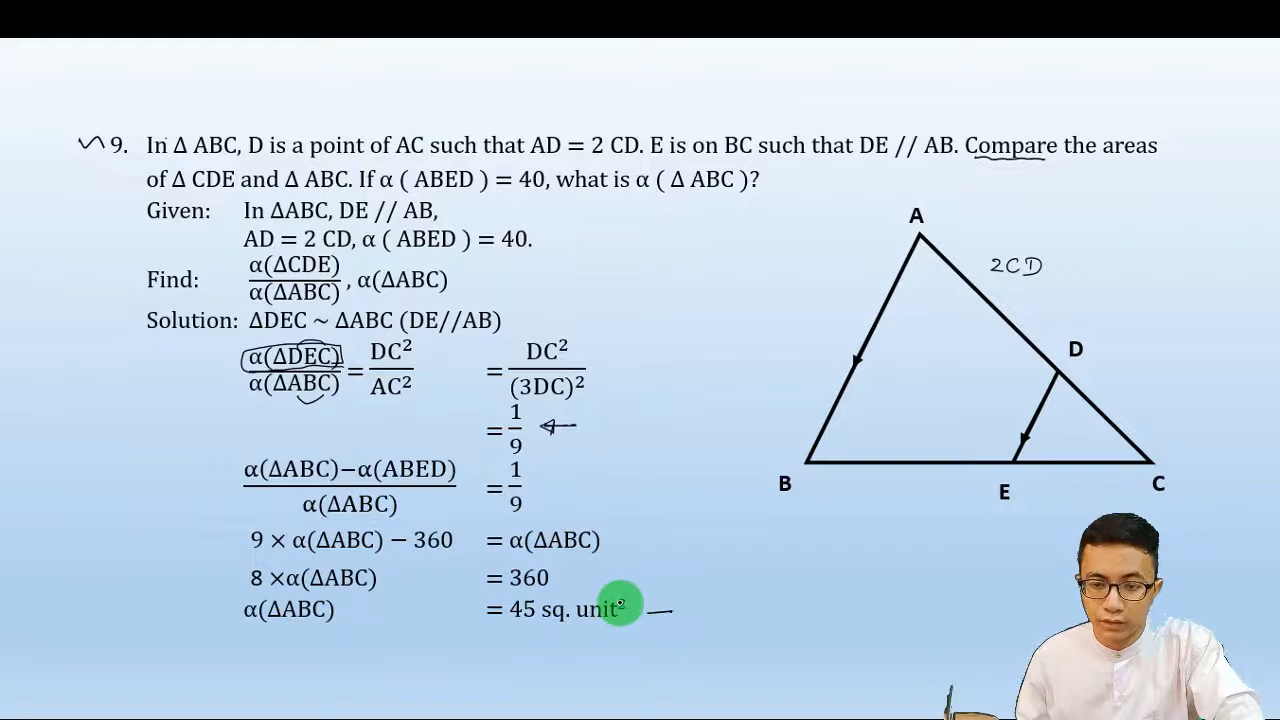 9. In Δ ABC, D is a point of AC such that AD = 2 CD. E is on BC such that DE // AB. Compare the areas
of Δ CDE and Δ ABC. If α ( ABED ) = 40, what is α ( Δ ABC )?
Given: In ΔABC, DE // AB,
AD = 2 CD, α ( ABED ) = 40.
Find: α(ΔCDE)/α(ΔABC) , α(ΔABC)
Solution: ΔDEC ~ ΔABC (DE//AB)
α(ΔDEC)/α(ΔABC) = DC²/AC² = DC²/(3DC)²
= 1/9
α(ΔABC)−α(ABED)/α(ΔABC) = 1/9
9 × α(ΔABC) − 360 = α(ΔABC)
8 ×α(ΔABC) = 360
α(ΔABC) = 45 sq. unit²
A
2CD
D
B
E
C